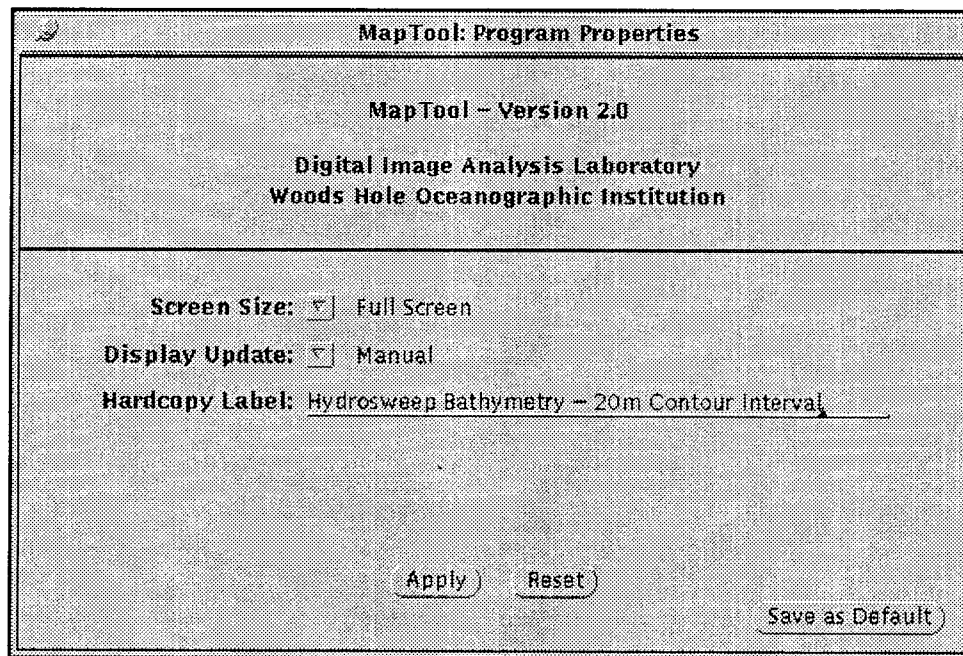 MapTool: Program Properties
MapTool – Version 2.0
Digital Image Analysis Laboratory
Woods Hole Oceanographic Institution
Screen Size: Full Screen
Display Update: Manual
Hardcopy Label: Hydrosweep Bathymetry – 20m Contour Interval
Apply Reset
Save as Default